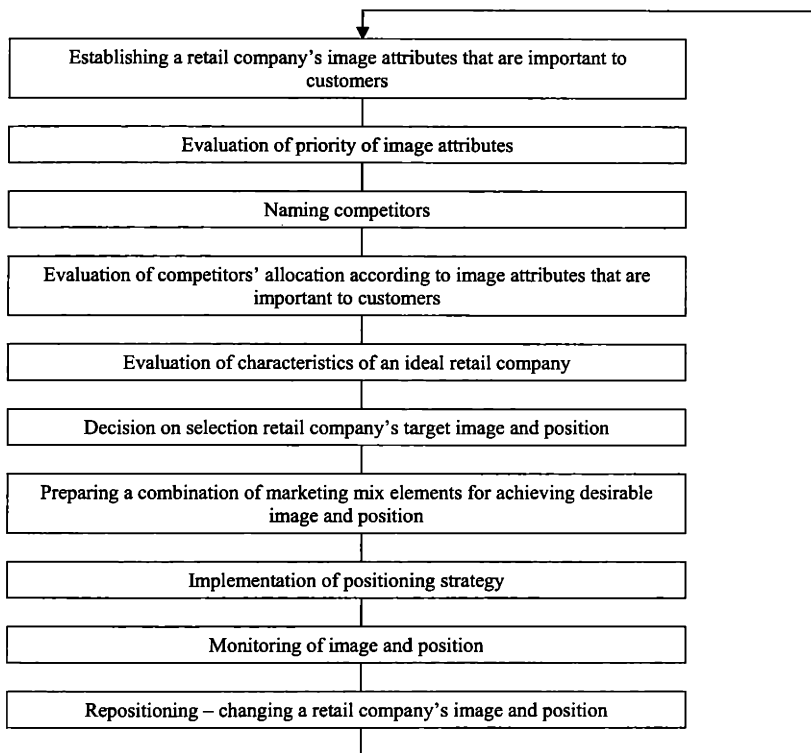 Establishing a retail company's image attributes that are important to
customers
Evaluation of priority of image attributes
Naming competitors
Evaluation of competitors' allocation according to image attributes that are
important to customers
Evaluation of characteristics of an ideal retail company
Decision on selection retail company's target image and position
Preparing a combination of marketing mix elements for achieving desirable
image and position
Implementation of positioning strategy
Monitoring of image and position
Repositioning – changing a retail company's image and position